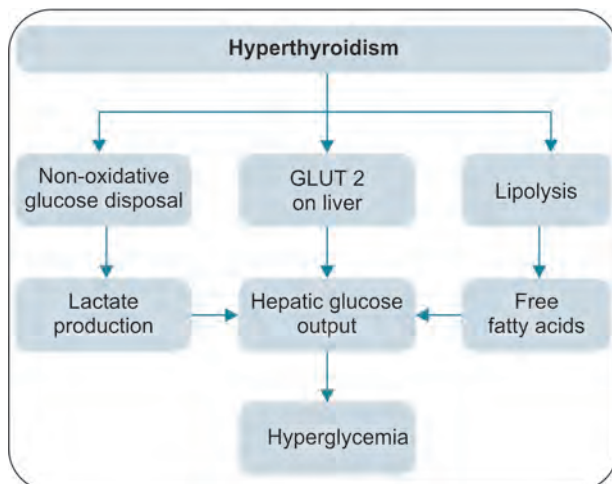 Hyperthyroidism
Non-oxidative
glucose disposal
GLUT 2
on liver
Lipolysis
Lactate
production
Hepatic glucose
output
Free
fatty acids
Hyperglycemia